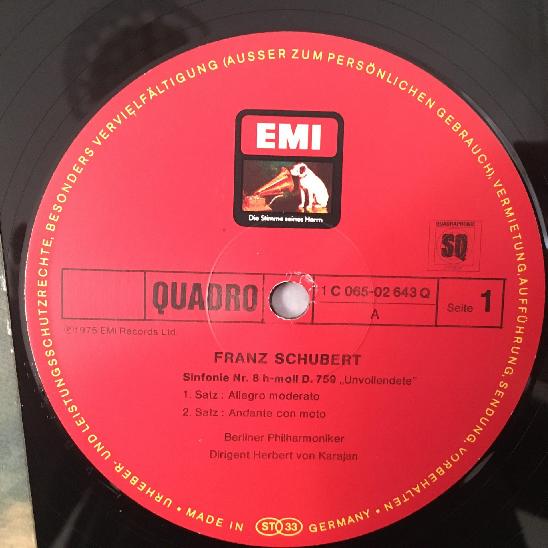 URHEBER- UND LEISTUNGSSCHUTZRECHTE, BESONDERS VERVIELFÄLTIGUNG (AUSSER ZUM PERSÖNLICHEN GEBRAUCH), VERMIETUNG, AUFFÜHRUNG, SENDUNG, VORBEHALTEN
EMI
Die Stimme seines Herrn
QUADRAPHONIC
SQ
QUADRO
1 C 065-02 643 Q
A
Seite 1
℗1975 EMI Records Ltd.
FRANZ SCHUBERT
Sinfonie Nr. 8 h-moll D. 759 „Unvollendete"
1. Satz: Allegro moderato
2. Satz: Andante con moto
Berliner Philharmoniker
Dirigent Herbert von Karajan
• MADE IN ST 33 GERMANY •